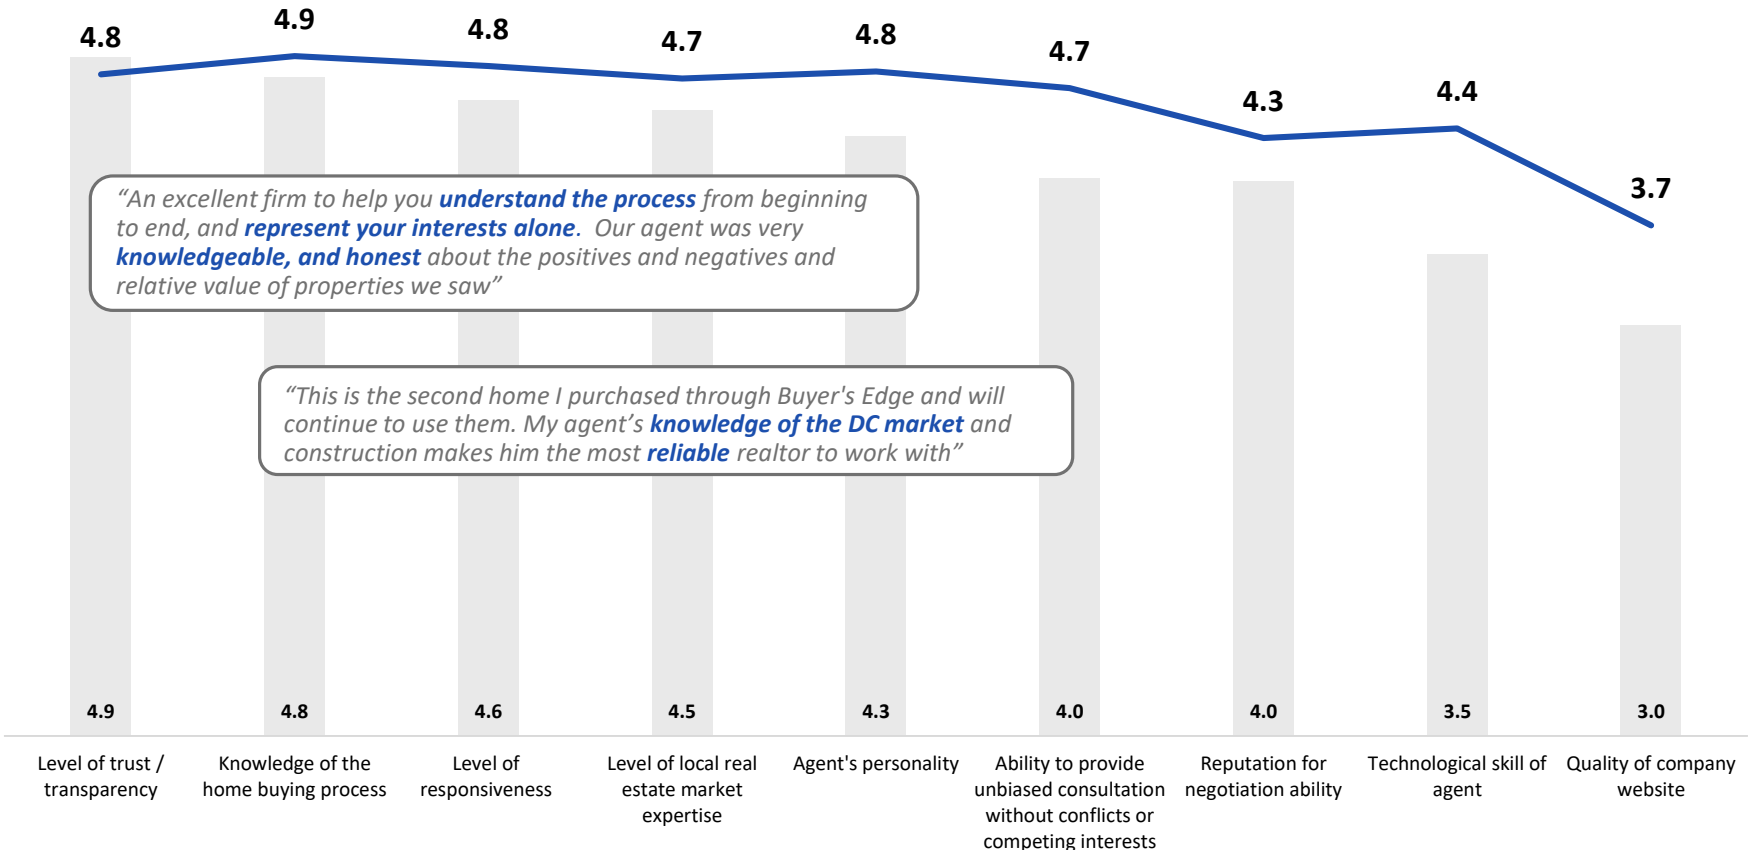 4.8
4.9
4.8
4.7
4.8
4.7
4.3
4.4
3.7
“An excellent firm to help you understand the process from beginning
to end, and represent your interests alone.  Our agent was very
knowledgeable, and honest about the positives and negatives and
relative value of properties we saw”
“This is the second home I purchased through Buyer's Edge and will
continue to use them. My agent’s knowledge of the DC market and
construction makes him the most reliable realtor to work with”
4.9
4.8
4.6
4.5
4.3
4.0
4.0
3.5
3.0
Level of trust /
transparency
Knowledge of the
home buying process
Level of
responsiveness
Level of local real
estate market
expertise
Agent's personality
Ability to provide
unbiased consultation
without conflicts or
competing interests
Reputation for
negotiation ability
Technological skill of
agent
Quality of company
website